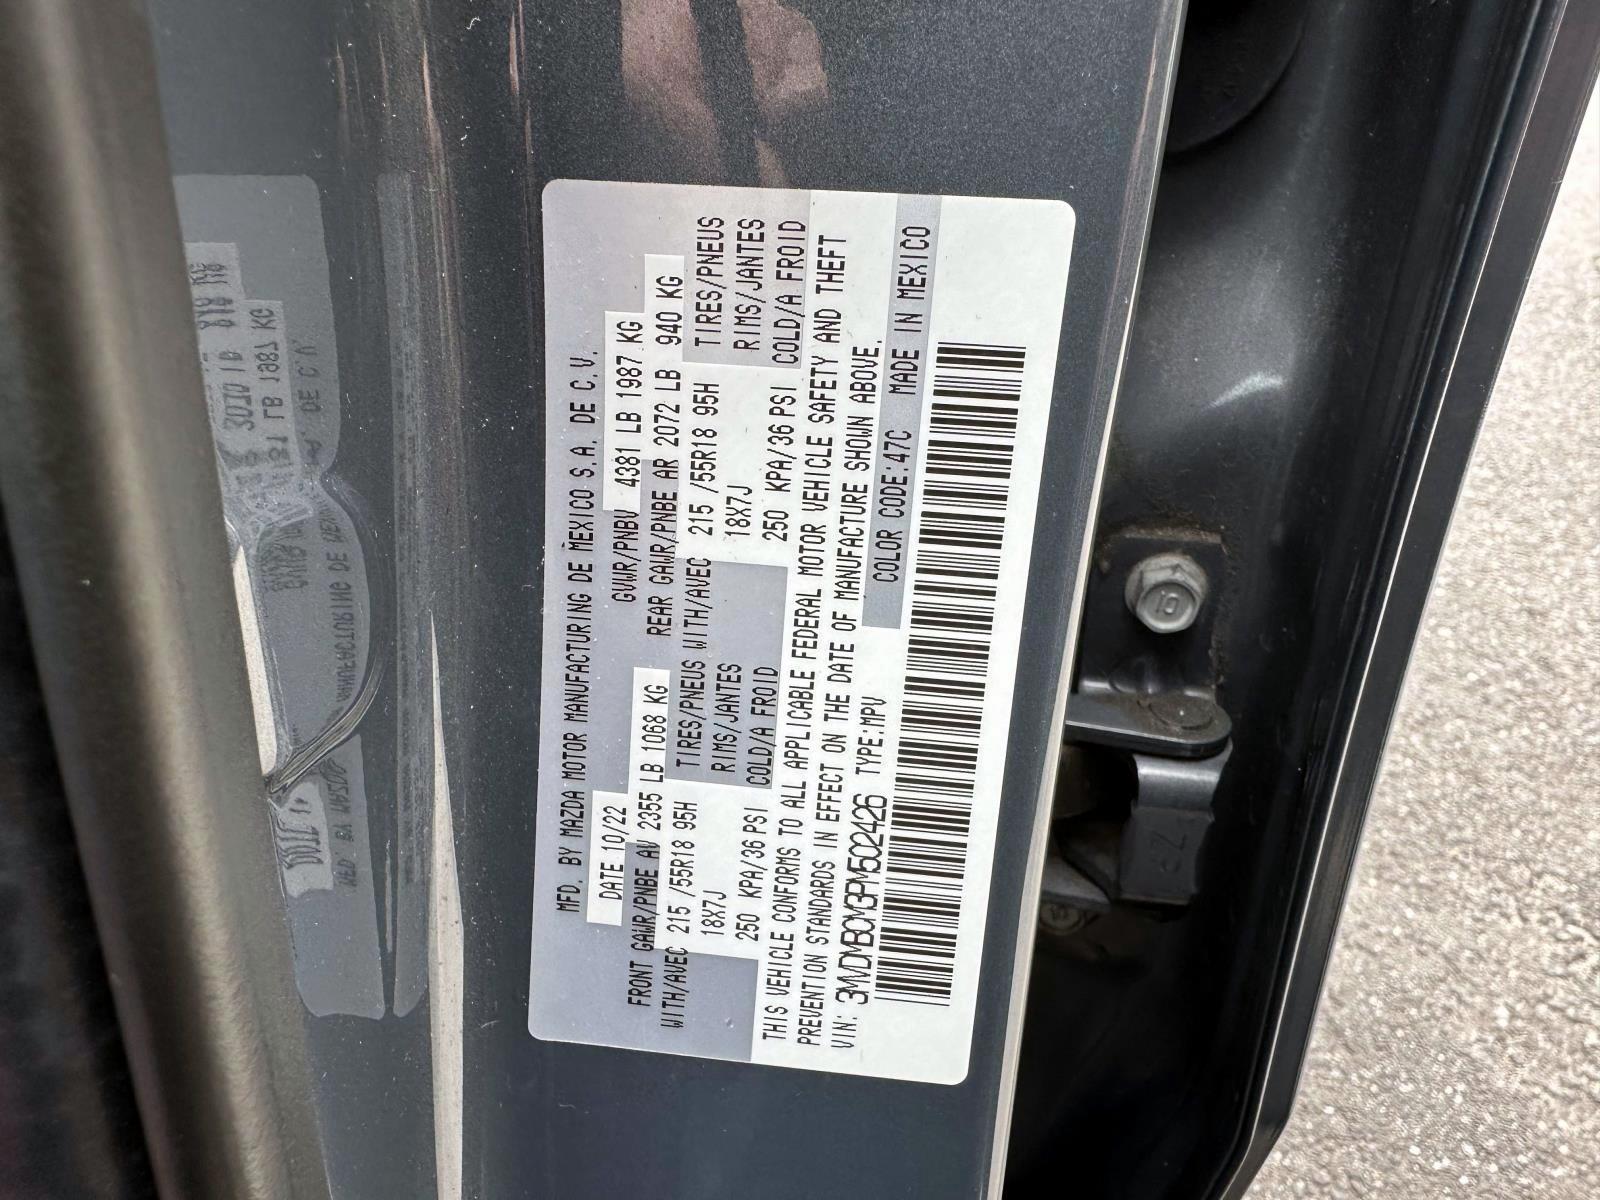 MFD. BY MAZDA MOTOR MANUFACTURING DE MEXICO S.A. DE C.V.
DATE 10/22 GVWR/PNBV 4381 LB 1987 KG
FRONT GAWR/PNBE AV 2355 LB 1068 KG REAR GAWR/PNBE AR 2072 LB 940 KG
WITH/AVEC 215 /55R18 95H TIRES/PNEUS WITH/AVEC 215 /55R18 95H TIRES/PNEUS
18X7J RIMS/JANTES 18X7J RIMS/JANTES
250 KPA/36 PSI COLD/A FROID 250 KPA/36 PSI COLD/A FROID
THIS VEHICLE CONFORMS TO ALL APPLICABLE FEDERAL MOTOR VEHICLE SAFETY AND THEFT
PREVENTION STANDARDS IN EFFECT ON THE DATE OF MANUFACTURE SHOWN ABOVE.
VIN: 3MVDMBCM3PM502426 TYPE:MPV COLOR CODE:47C MADE IN MEXICO
10